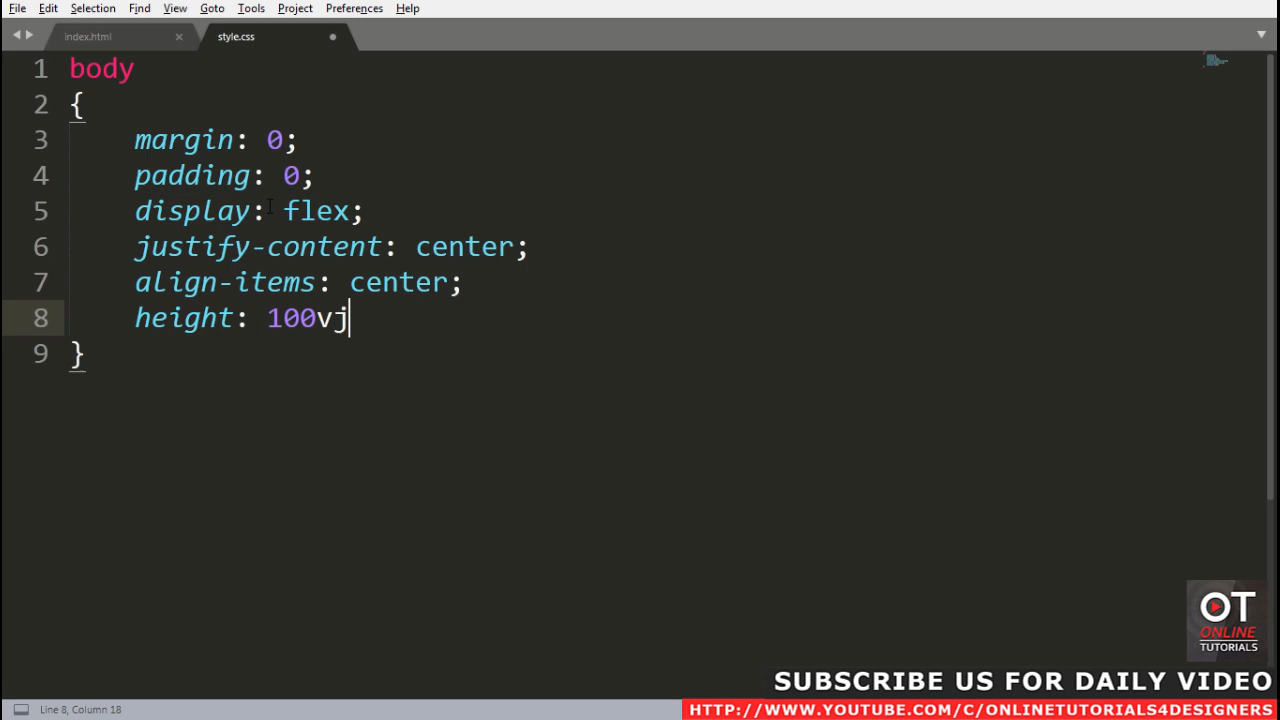 File Edit Selection Find View Goto Tools Project Preferences Help
index.html style.css
1 body
2 {
3 margin: 0;
4 padding: 0;
5 display: flex;
6 justify-content: center;
7 align-items: center;
8 height: 100vj
9 }
OT
ONLINE
TUTORIALS
SUBSCRIBE US FOR DAILY VIDEO
Line 8, Column 18
HTTP://WWW.YOUTUBE.COM/C/ONLINETUTORIALS4DESIGNERS